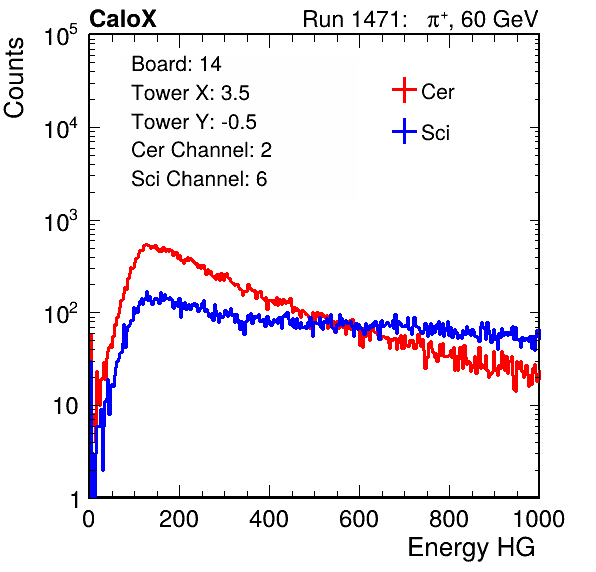 CaloX Run 1471: π⁺, 60 GeV
Counts
10⁵
10⁴
10³
10²
10
1
Board: 14
Tower X: 3.5
Tower Y: -0.5
Cer Channel: 2
Sci Channel: 6
Cer
Sci
0 200 400 600 800 1000
Energy HG